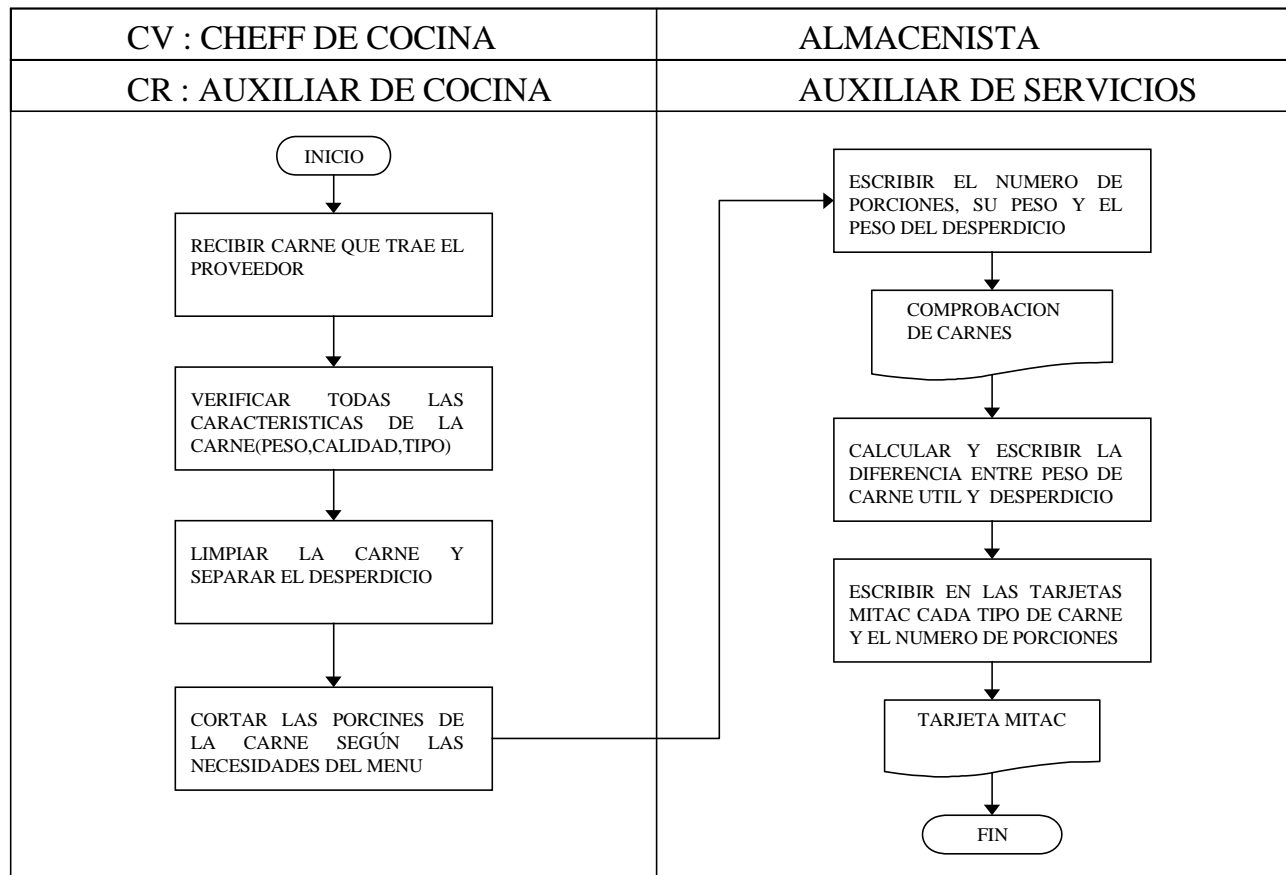 CV : CHEFF DE COCINA
ALMACENISTA
CR : AUXILIAR DE COCINA
AUXILIAR DE SERVICIOS
INICIO
RECIBIR CARNE QUE TRAE EL
PROVEEDOR
VERIFICAR TODAS LAS
CARACTERISTICAS DE LA
CARNE(PESO,CALIDAD,TIPO)
LIMPIAR LA CARNE Y
SEPARAR EL DESPERDICIO
CORTAR LAS PORCINES DE
LA CARNE SEGÚN LAS
NECESIDADES DEL MENU
ESCRIBIR EL NUMERO DE
PORCIONES, SU PESO Y EL
PESO DEL DESPERDICIO
COMPROBACION
DE CARNES
CALCULAR Y ESCRIBIR LA
DIFERENCIA ENTRE PESO DE
CARNE UTIL Y DESPERDICIO
ESCRIBIR EN LAS TARJETAS
MITAC CADA TIPO DE CARNE
Y EL NUMERO DE PORCIONES
TARJETA MITAC
FIN